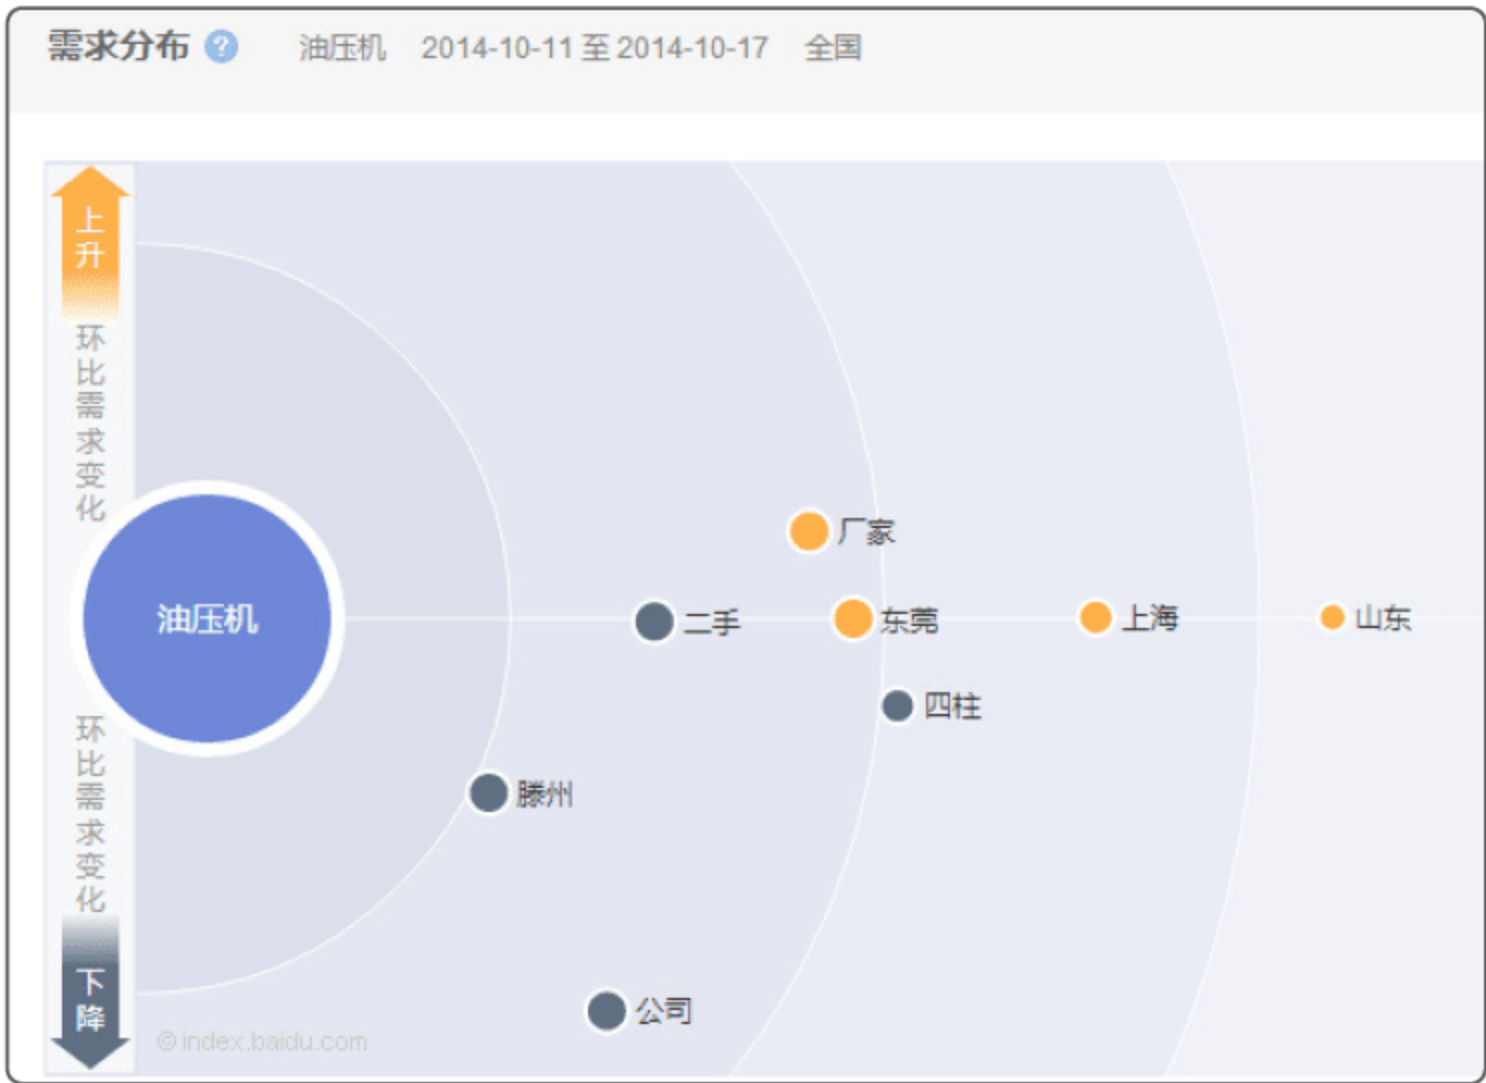 需求分布 ? 油压机 2014-10-11 至 2014-10-17 全国
上升
环比需求变化
厂家
油压机
二手
东莞
上海
山东
四柱
环比需求变化
滕州
下降
公司
© index.baidu.com